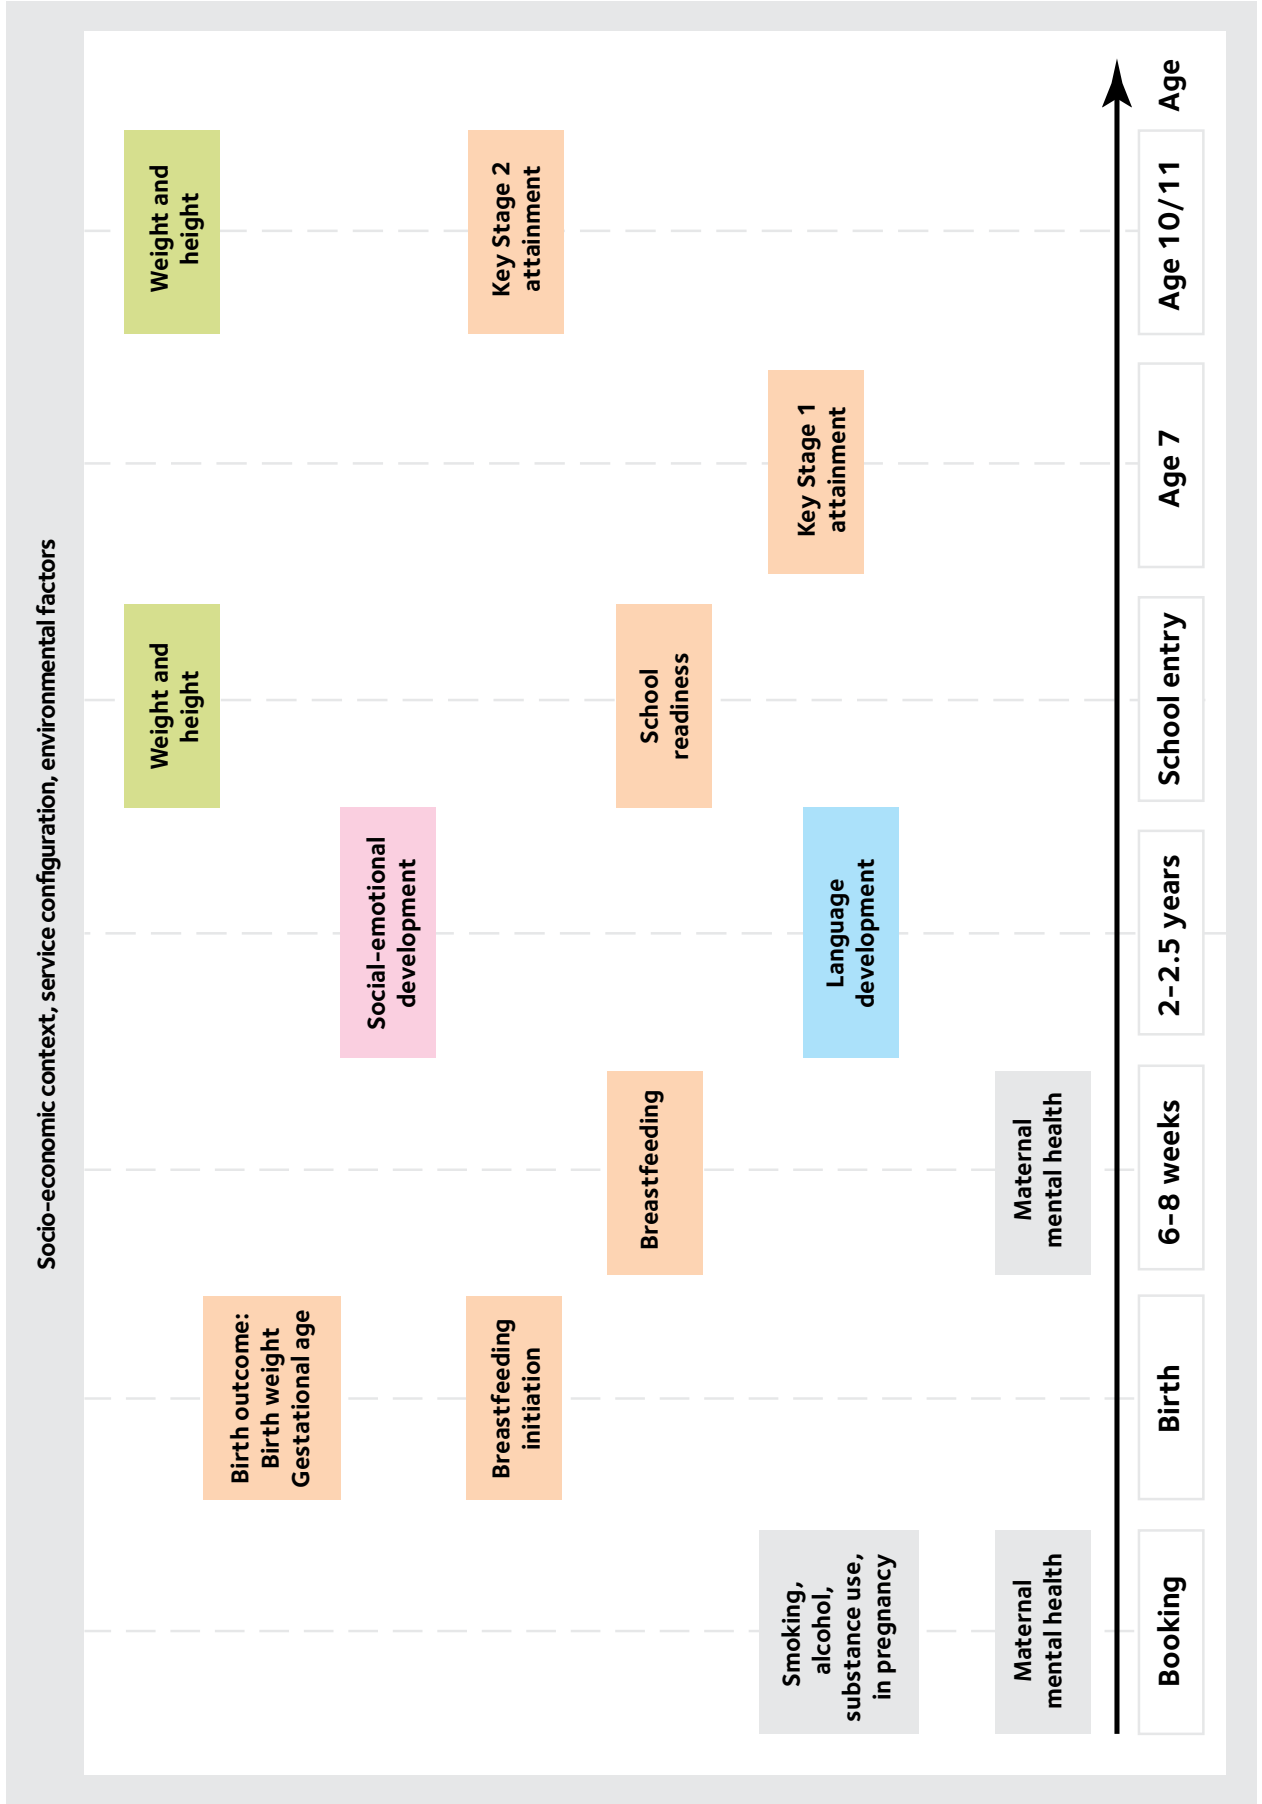 Socio-economic context, service configuration, environmental factors
Weight and
height
Weight and
height
Birth outcome:
Birth weight
Gestational age
Social-emotional
development
Breastfeeding
initiation
Key Stage 2
attainment
Breastfeeding
School
readiness
Smoking,
alcohol,
substance use,
in pregnancy
Language
development
Key Stage 1
attainment
Maternal
mental health
Maternal
mental health
Booking
Birth
6-8 weeks
2-2.5 years
School entry
Age 7
Age 10/11
Age